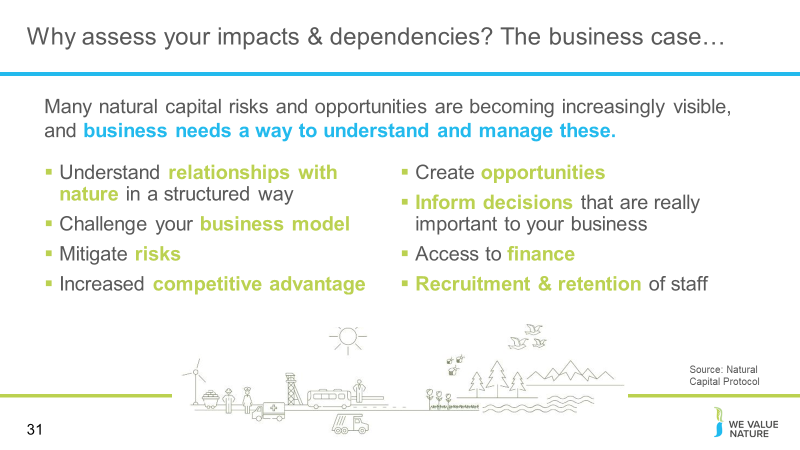 Why assess your impacts & dependencies? The business case…
Many natural capital risks and opportunities are becoming increasingly visible,
and business needs a way to understand and manage these.
▪ Understand relationships with
nature in a structured way
▪ Challenge your business model
▪ Mitigate risks
▪ Increased competitive advantage
▪ Create opportunities
▪ Inform decisions that are really
important to your business
▪ Access to finance
▪ Recruitment & retention of staff
Source: Natural
Capital Protocol
31
WE VALUE
NATURE